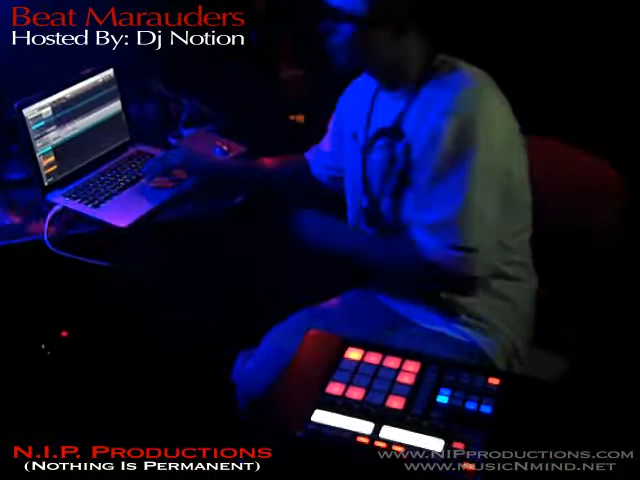 Beat Marauders
Hosted By: Dj Notion
N.I.P. Productions
(Nothing Is Permanent)
www.NIPproductions.com
www.musicNmind.net